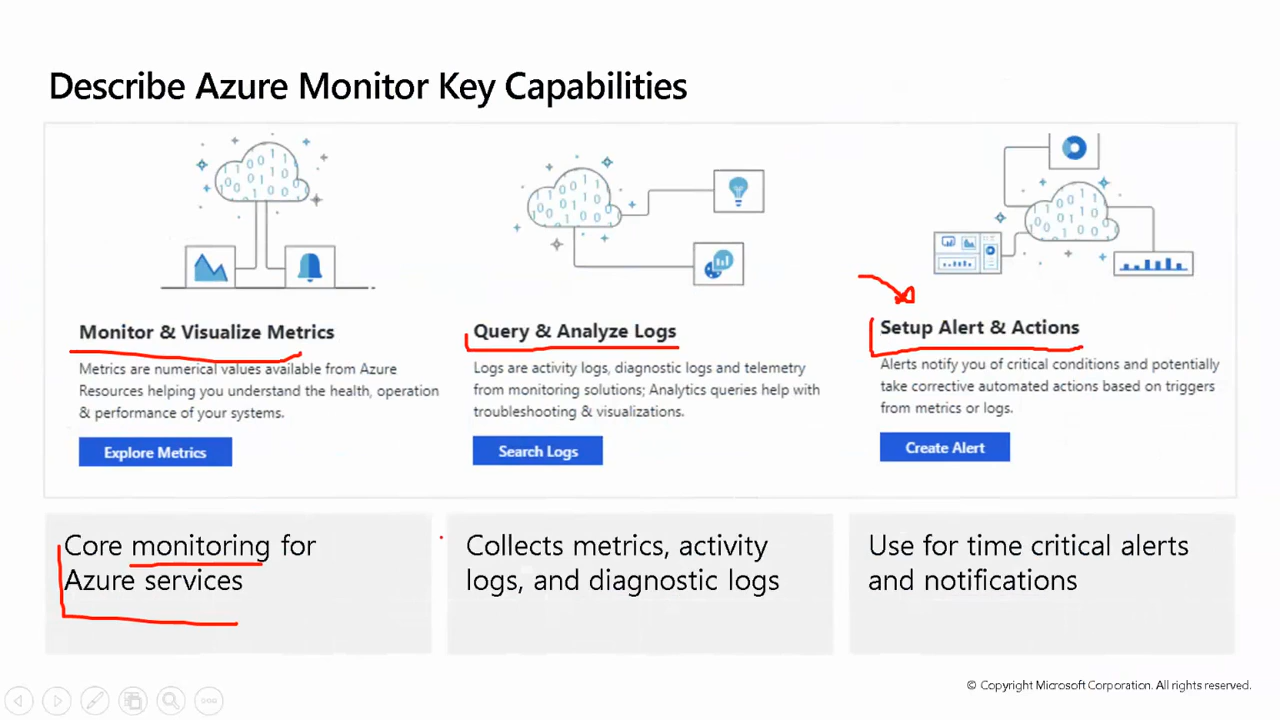 Describe Azure Monitor Key Capabilities
Monitor & Visualize Metrics
Metrics are numerical values available from Azure
Resources helping you understand the health, operation
& performance of your systems.
Explore Metrics
Query & Analyze Logs
Logs are activity logs, diagnostic logs and telemetry
from monitoring solutions; Analytics queries help with
troubleshooting & visualizations.
Search Logs
Setup Alert & Actions
Alerts notify you of critical conditions and potentially
take corrective automated actions based on triggers
from metrics or logs.
Create Alert
Core monitoring for
Azure services
Collects metrics, activity
logs, and diagnostic logs
Use for time critical alerts
and notifications
© Copyright Microsoft Corporation. All rights reserved.